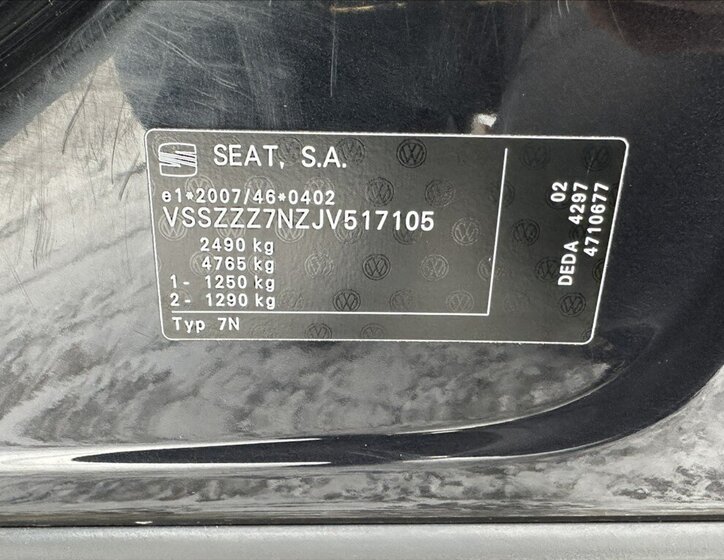 SEAT, S.A.
e1*2007/46*0402
VSSZZZ7NZJV517105
2490 kg
4765 kg
1- 1250 kg
2- 1290 kg
Typ 7N
02
DEDA 4297
4710677